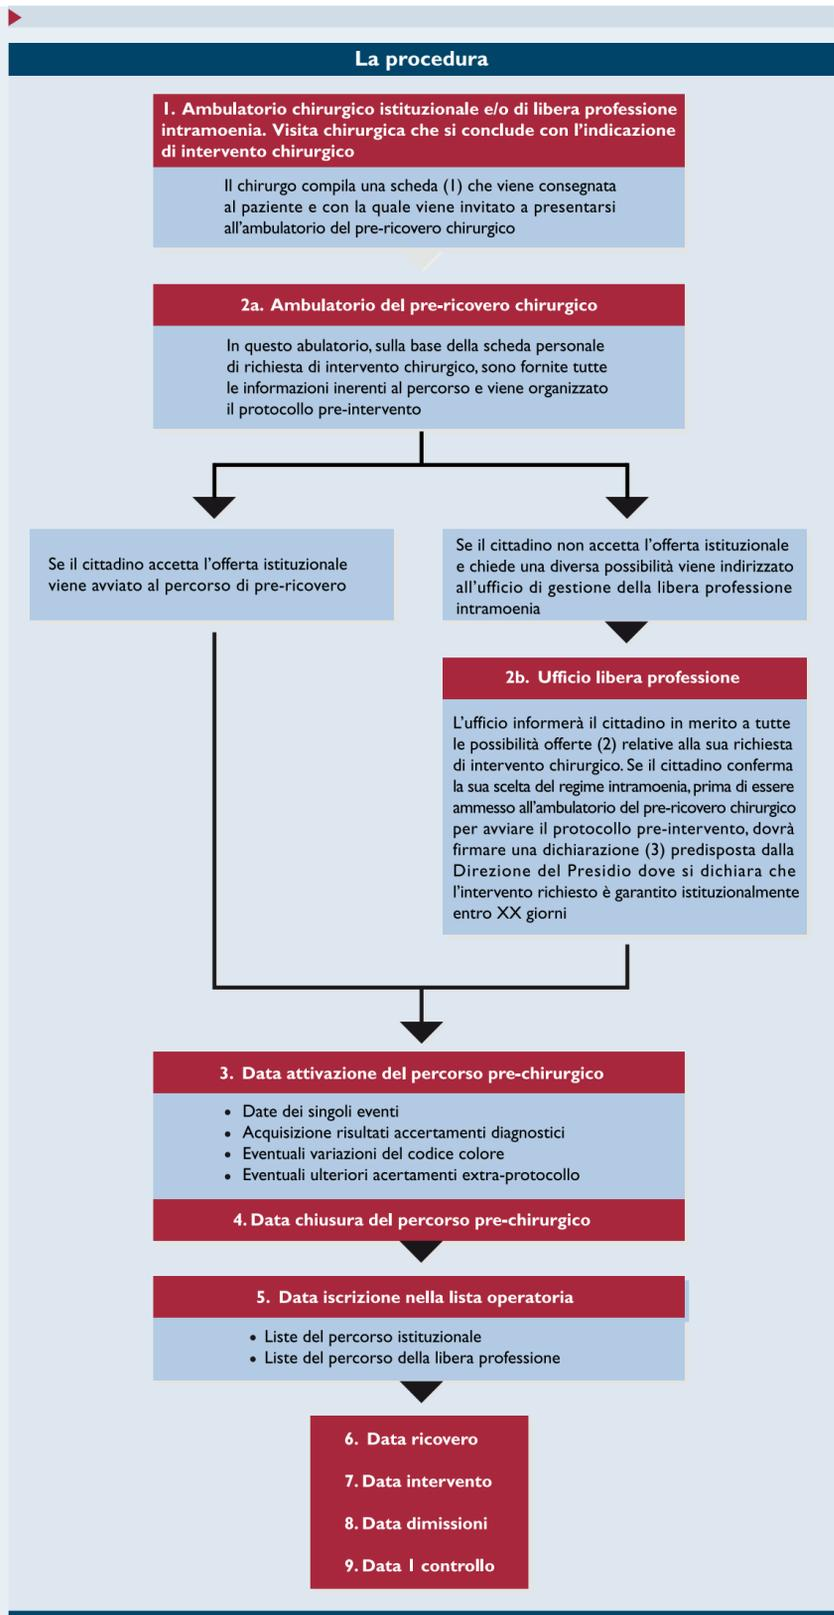 La procedura
1. Ambulatorio chirurgico istituzionale e/o di libera professione
intramoenia. Visita chirurgica che si conclude con l'indicazione
di intervento chirurgico
Il chirurgo compila una scheda (1) che viene consegnata
al paziente e con la quale viene invitato a presentarsi
all'ambulatorio del pre-ricovero chirurgico
2a. Ambulatorio del pre-ricovero chirurgico
In questo abulatorio, sulla base della scheda personale
di richiesta di intervento chirurgico, sono fornite tutte
le informazioni inerenti al percorso e viene organizzato
il protocollo pre-intervento
Se il cittadino accetta l'offerta istituzionale
viene avviato al percorso di pre-ricovero
Se il cittadino non accetta l'offerta istituzionale
e chiede una diversa possibilità viene indirizzato
all'ufficio di gestione della libera professione
intramoenia
2b. Ufficio libera professione
L'ufficio informerà il cittadino in merito a tutte
le possibilità offerte (2) relative alla sua richiesta
di intervento chirurgico. Se il cittadino conferma
la sua scelta del regime intramoenia, prima di essere
ammesso all'ambulatorio del pre-ricovero chirurgico
per avviare il protocollo pre-intervento, dovrà
firmare una dichiarazione (3) predisposta dalla
Direzione del Presidio dove si dichiara che
l'intervento richiesto è garantito istituzionalmente
entro XX giorni
3. Data attivazione del percorso pre-chirurgico
• Date dei singoli eventi
• Acquisizione risultati accertamenti diagnostici
• Eventuali variazioni del codice colore
• Eventuali ulteriori acertamenti extra-protocollo
4. Data chiusura del percorso pre-chirurgico
5. Data iscrizione nella lista operatoria
• Liste del percorso istituzionale
• Liste del percorso della libera professione
6. Data ricovero
7. Data intervento
8. Data dimissioni
9. Data 1 controllo